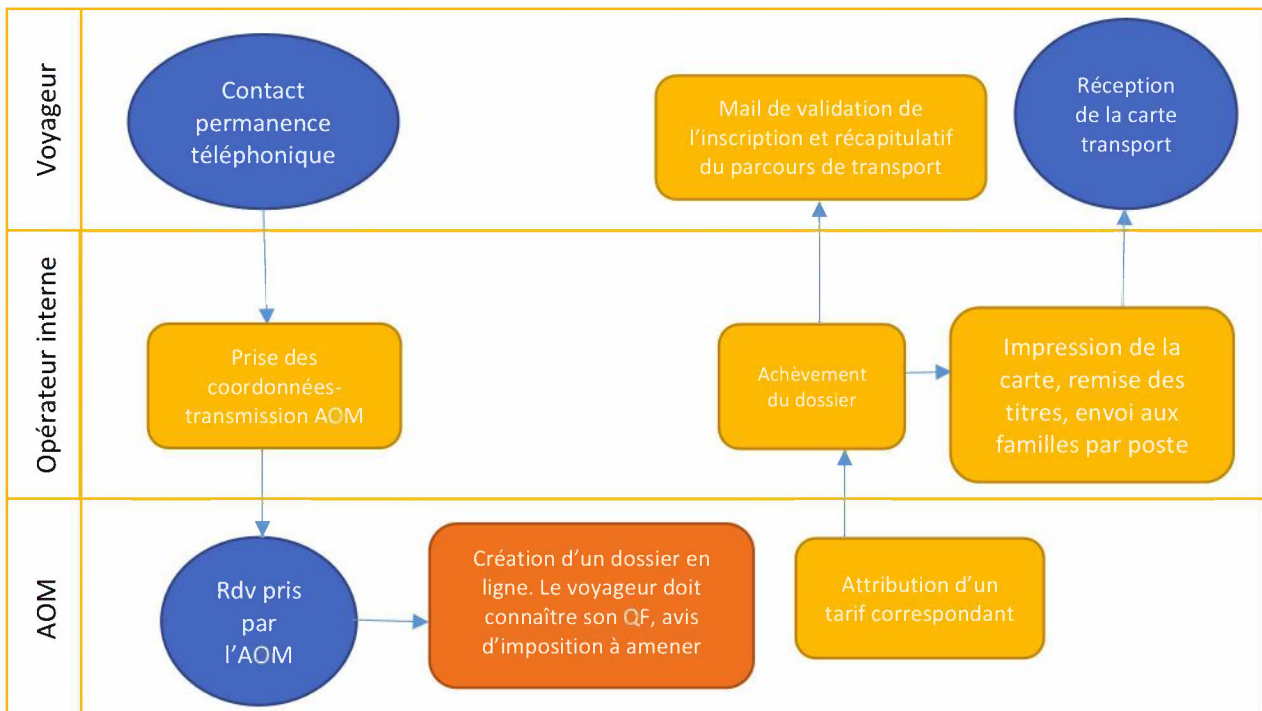 Voyageur
Contact
permanence
téléphonique
Mail de validation de
l'inscription et récapitulatif
du parcours de transport
Réception
de la carte
transport
Opérateur interne
Prise des
coordonnées-
transmission AOM
Achèvement
du dossier
Impression de la
carte, remise des
titres, envoi aux
familles par poste
AOM
Rdv pris
par
l'AOM
Création d'un dossier en
ligne. Le voyageur doit
connaître son QF, avis
d'imposition à amener
Attribution d'un
tarif correspondant